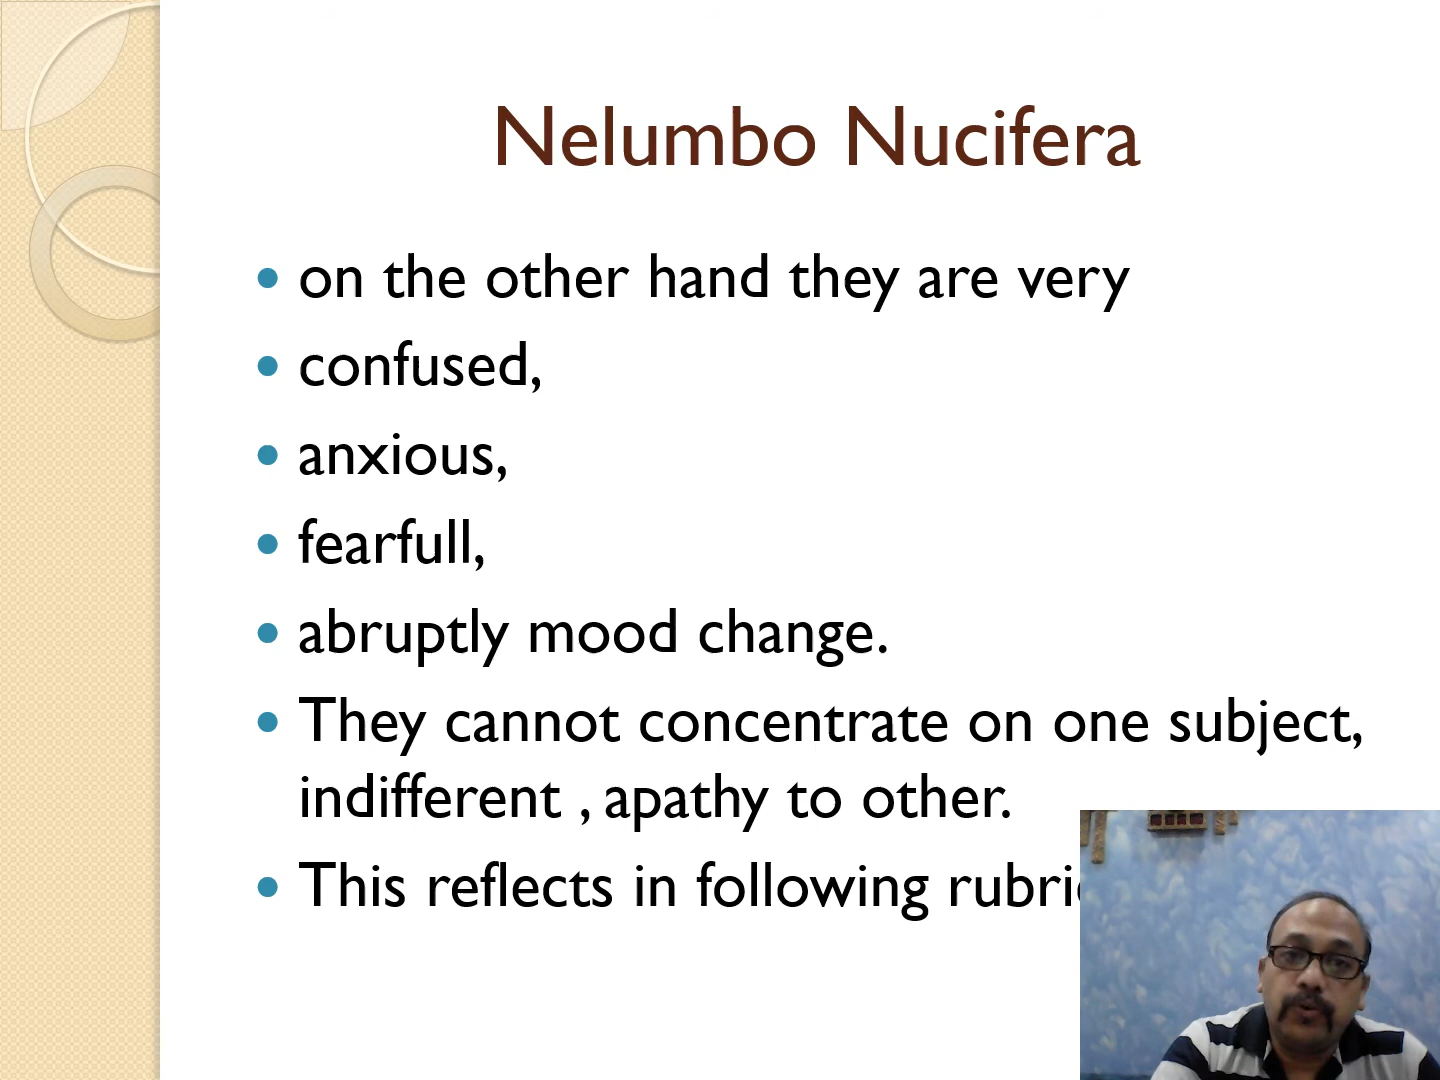 Nelumbo Nucifera
on the other hand they are very
confused,
anxious,
fearfull,
abruptly mood change.
They cannot concentrate on one subject,
indifferent , apathy to other.
This reflects in following